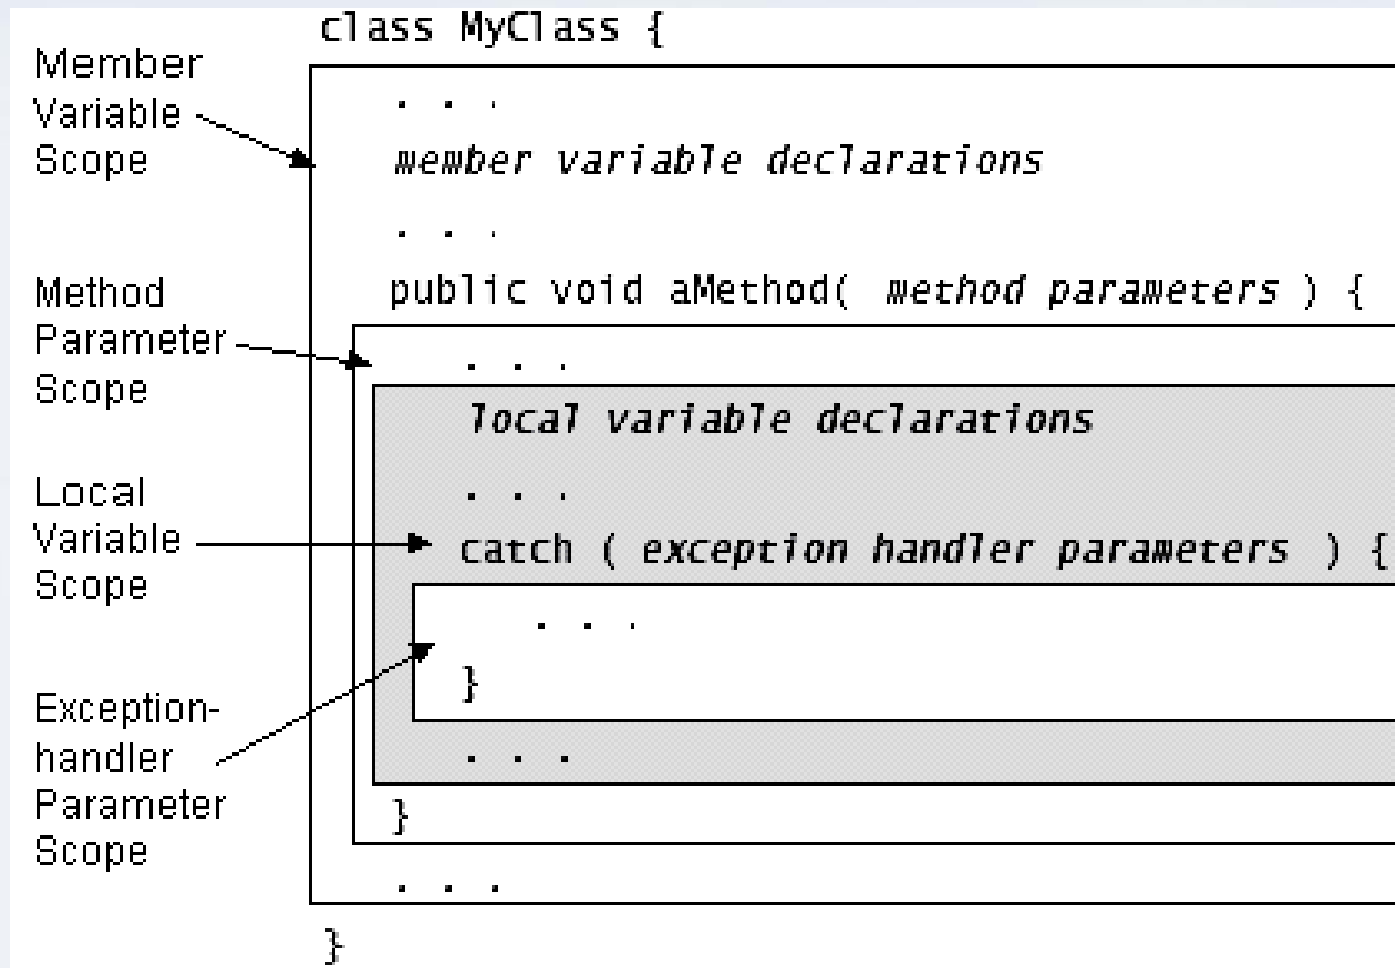 class MyClass {
Member
Variable
Scope
. . .
member variable declarations
. . .
Method
Parameter
Scope
public void aMethod( method parameters ) {
. . .
local variable declarations
. . .
Local
Variable
Scope
catch ( exception handler parameters ) {
. . .
}
Exception-
handler
Parameter
Scope
. . .
}
. . .
}